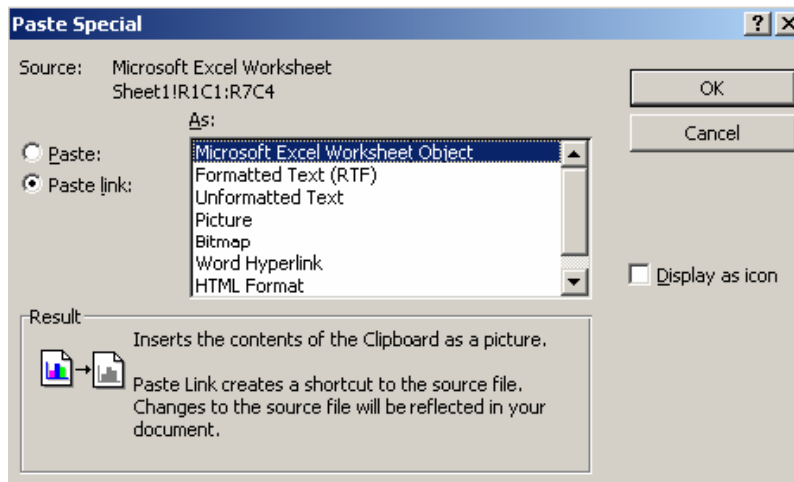 Paste Special
Source: Microsoft Excel Worksheet
Sheet1!R1C1:R7C4
As:
Paste:
Paste link:
Microsoft Excel Worksheet Object
Formatted Text (RTF)
Unformatted Text
Picture
Bitmap
Word Hyperlink
HTML Format
OK
Cancel
Display as icon
Result
Inserts the contents of the Clipboard as a picture.
Paste Link creates a shortcut to the source file.
Changes to the source file will be reflected in your
document.